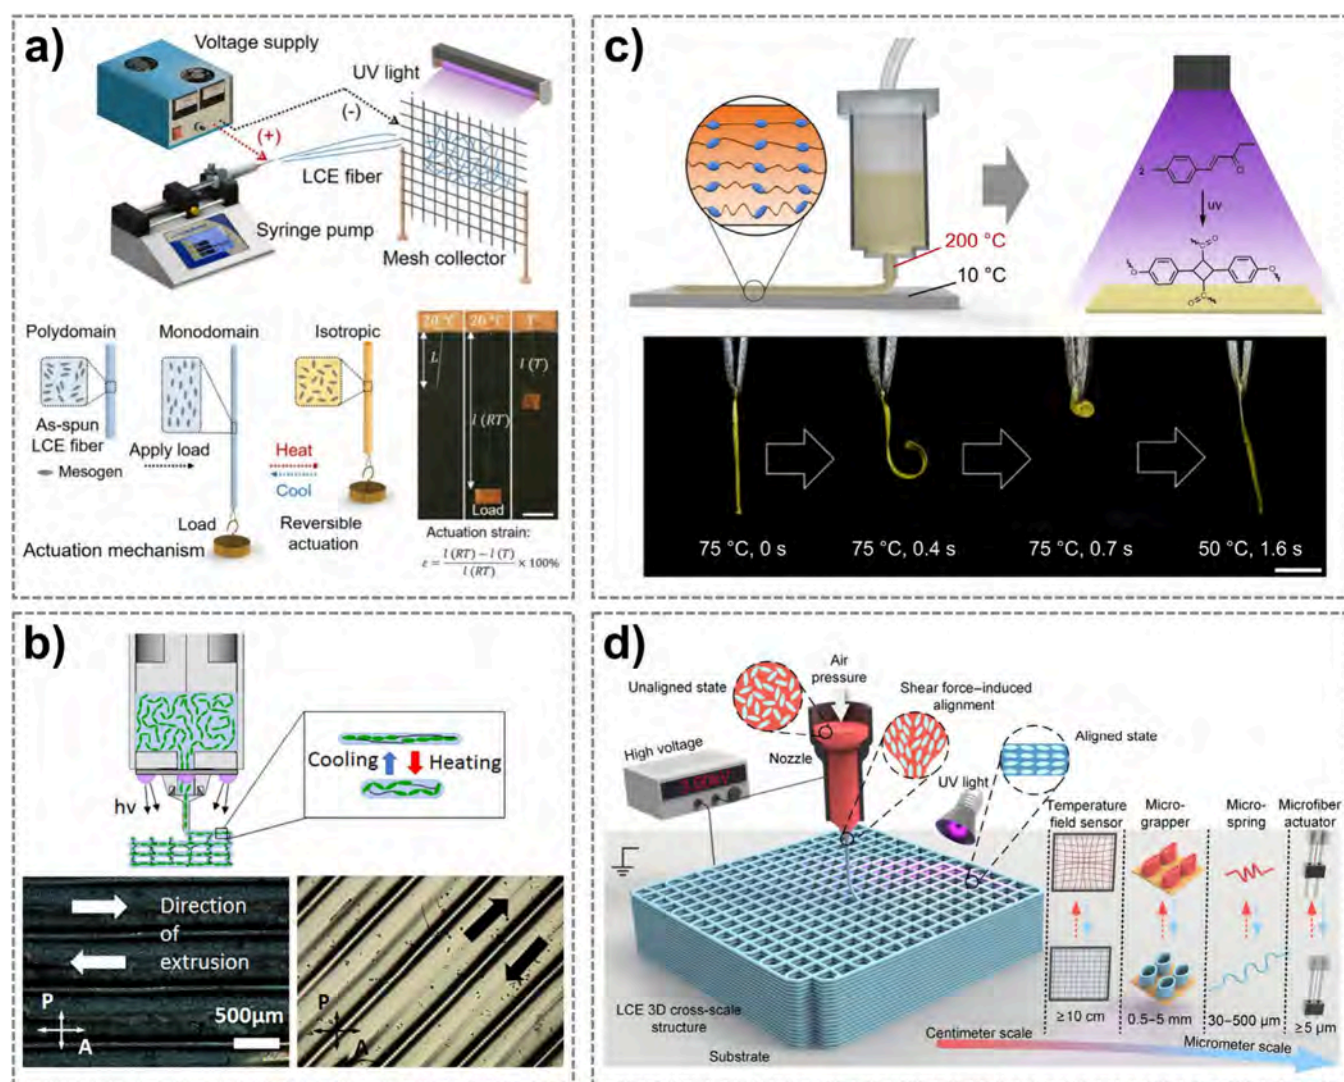 a)
Voltage supply
UV light
(-)
(+)
LCE fiber
Syringe pump
Mesh collector
Polydomain
Monodomain
Isotropic
As-spun
LCE fiber
Mesogen
Apply load
Heat
Cool
Load
Reversible
actuation
Actuation mechanism
20 °C
20 °C
T
L
l (T)
l (RT)
Load
Actuation strain:
ε = l (RT) − l (T) / l (RT) × 100%
c)
200 °C
10 °C
2
O
UV
O
O
O
O
75 °C, 0 s
75 °C, 0.4 s
75 °C, 0.7 s
50 °C, 1.6 s
b)
hν
Cooling
Heating
Direction
of
extrusion
P
A
500μm
P
A
d)
Unaligned state
Air
pressure
Shear force–induced
alignment
High voltage
Nozzle
UV light
Aligned state
Temperature
field sensor
Micro-
grapper
Micro-
spring
Microfiber
actuator
LCE 3D cross-scale
structure
Substrate
≥10 cm
0.5–5 mm
30–500 μm
≥5 μm
Centimeter scale
Micrometer scale